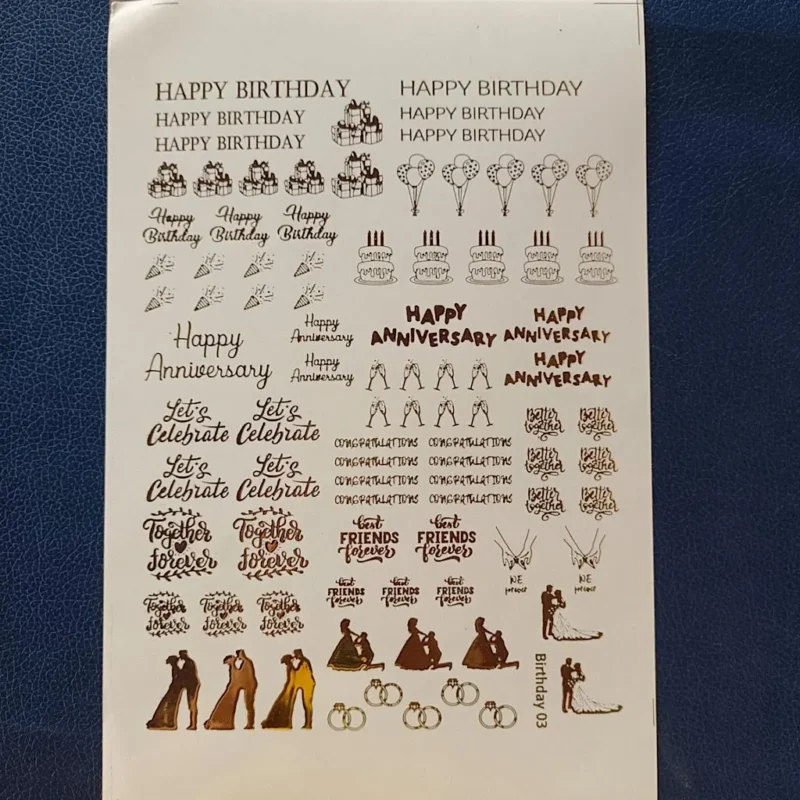 HAPPY BIRTHDAY
HAPPY BIRTHDAY
HAPPY BIRTHDAY
HAPPY BIRTHDAY
HAPPY BIRTHDAY
HAPPY BIRTHDAY
Happy Happy Happy
Birthday Birthday Birthday
Happy
Anniversary
Happy
Anniversary
Happy
Anniversary
HAPPY
ANNIVERSARY
HAPPY
ANNIVERSARY
HAPPY
ANNIVERSARY
Let's Let's
Celebrate Celebrate
Let's Let's
Celebrate Celebrate
CONGRATULATIONS CONGRATULATIONS
CONGRATULATIONS CONGRATULATIONS
CONGRATULATIONS CONGRATULATIONS
CONGRATULATIONS CONGRATULATIONS
Better Better
together together
Better Better
together together
Better Better
together together
Together Together
forever forever
Together Together Together
forever forever forever
best best
FRIENDS FRIENDS
forever forever
best best best
FRIENDS FRIENDS FRIENDS
forever forever forever
Birthday 03